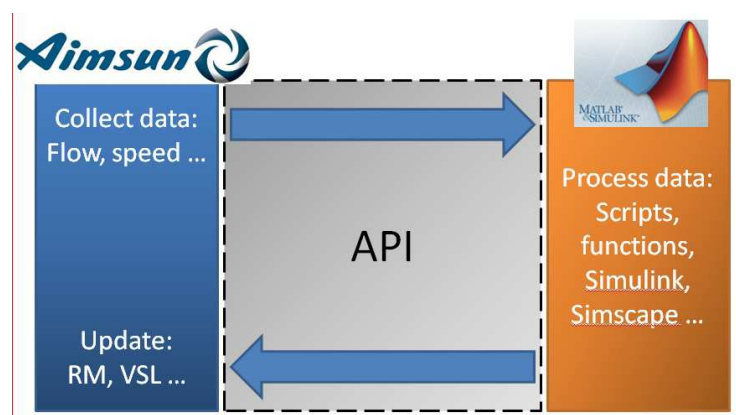 Aimsun
Collect data:
Flow, speed ...
API
Update:
RM, VSL ...
MATLAB®
&SIMULINK®
Process data:
Scripts,
functions,
Simulink,
Simscape ...